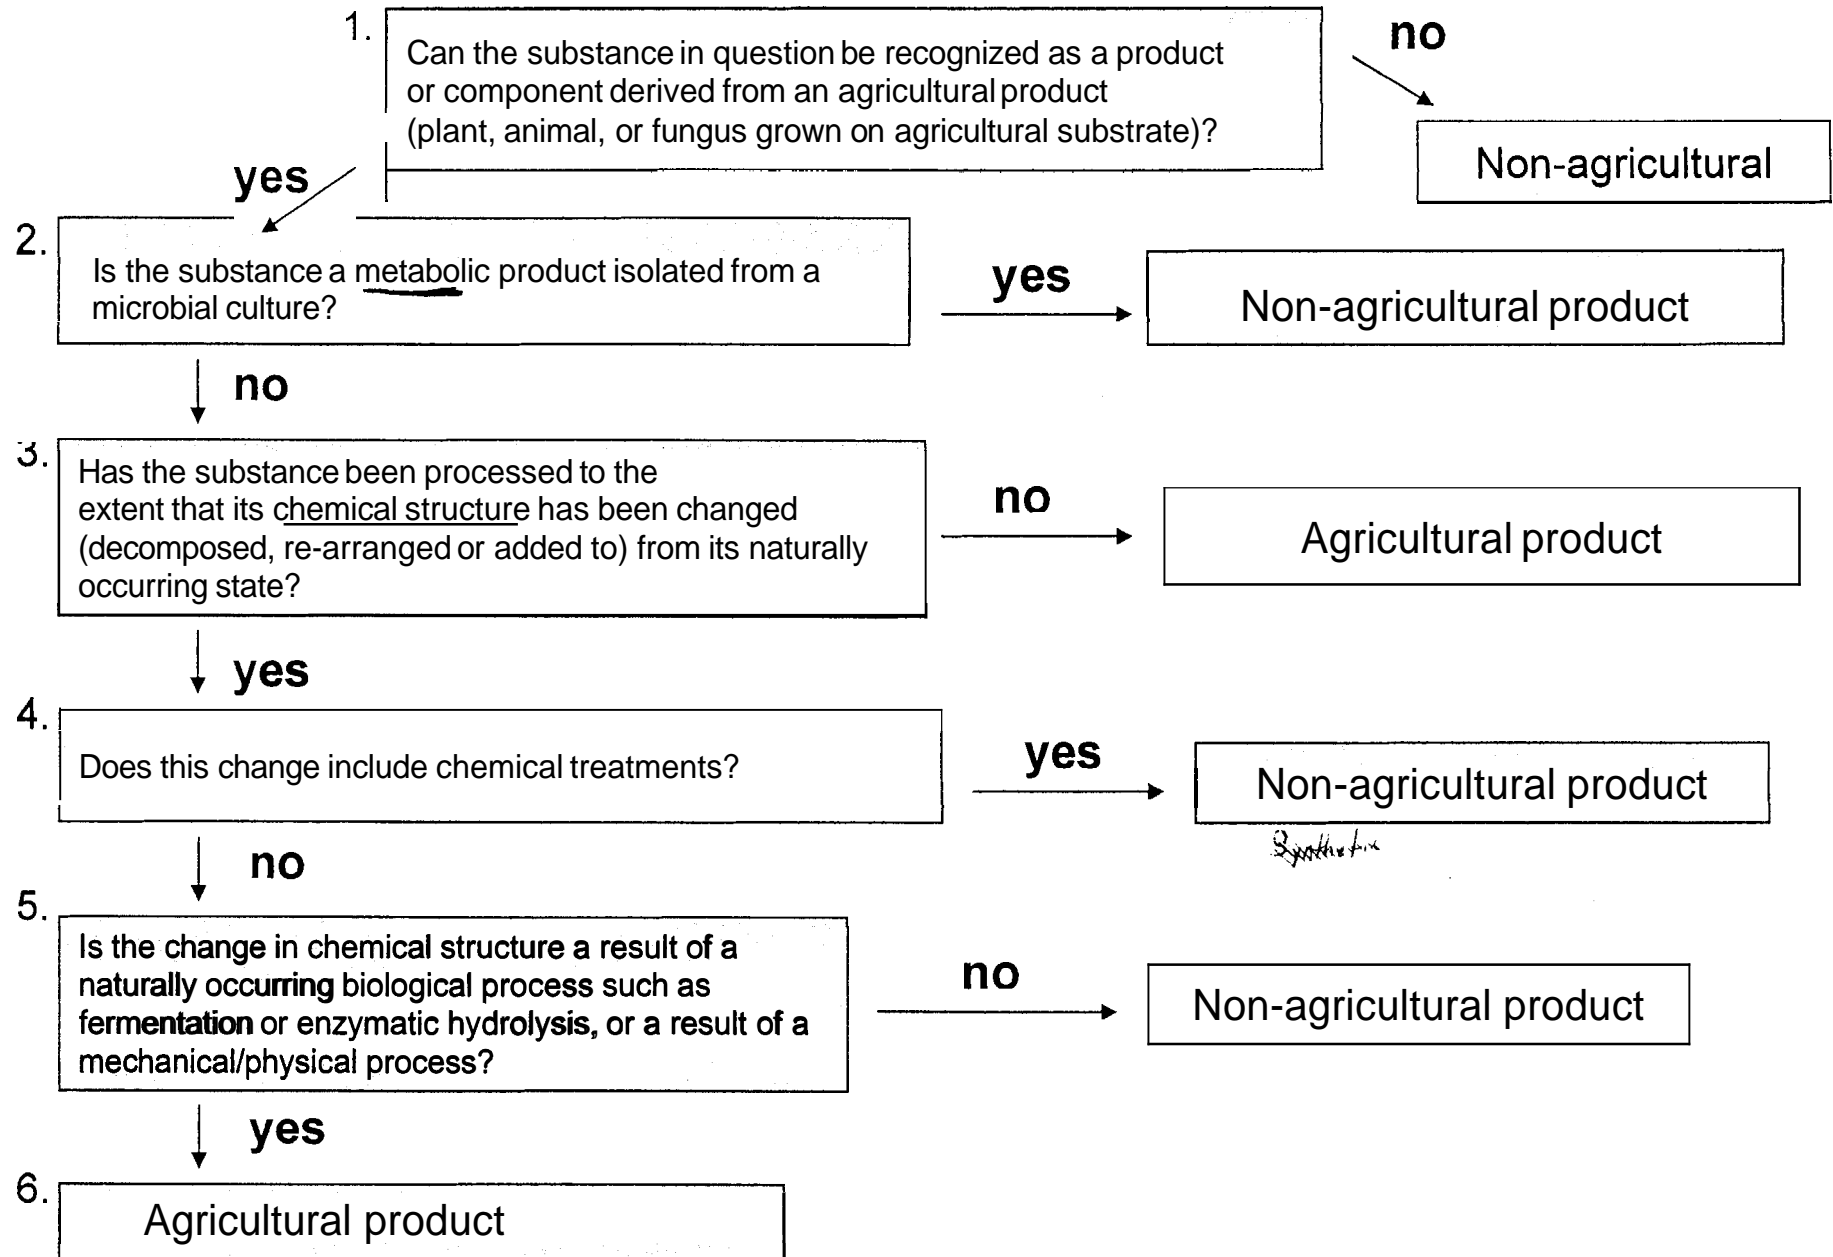 1.
Can the substance in question be recognized as a product
or component derived from an agricultural product
(plant, animal, or fungus grown on agricultural substrate)?
no
Non-agricultural
yes
2.
Is the substance a metabolic product isolated from a
microbial culture?
yes
Non-agricultural product
no
3.
Has the substance been processed to the
extent that its chemical structure has been changed
(decomposed, re-arranged or added to) from its naturally
occurring state?
no
Agricultural product
yes
4.
Does this change include chemical treatments?
yes
Non-agricultural product
no
5.
Is the change in chemical structure a result of a
naturally occurring biological process such as
fermentation or enzymatic hydrolysis, or a result of a
mechanical/physical process?
no
Non-agricultural product
yes
6.
Agricultural product